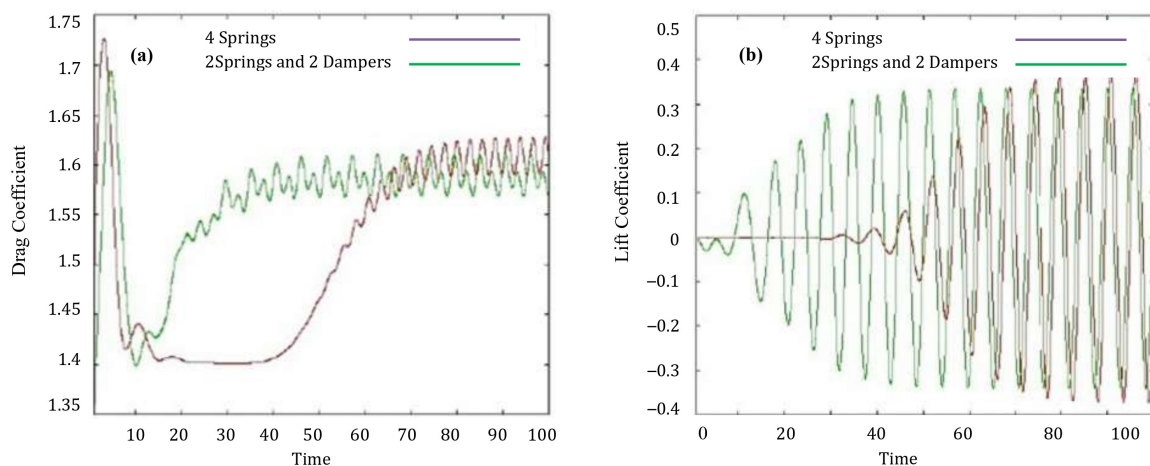 (a)
4 Springs
2Springs and 2 Dampers
1.75
1.7
1.65
1.6
1.55
1.5
1.45
1.4
1.35
Drag Coefficient
10 20 30 40 50 60 70 80 90 100
Time
(b)
4 Springs
2Springs and 2 Dampers
0.5
0.4
0.3
0.2
0.1
0
−0.1
−0.2
−0.3
−0.4
Lift Coefficient
0 20 40 60 80 100
Time